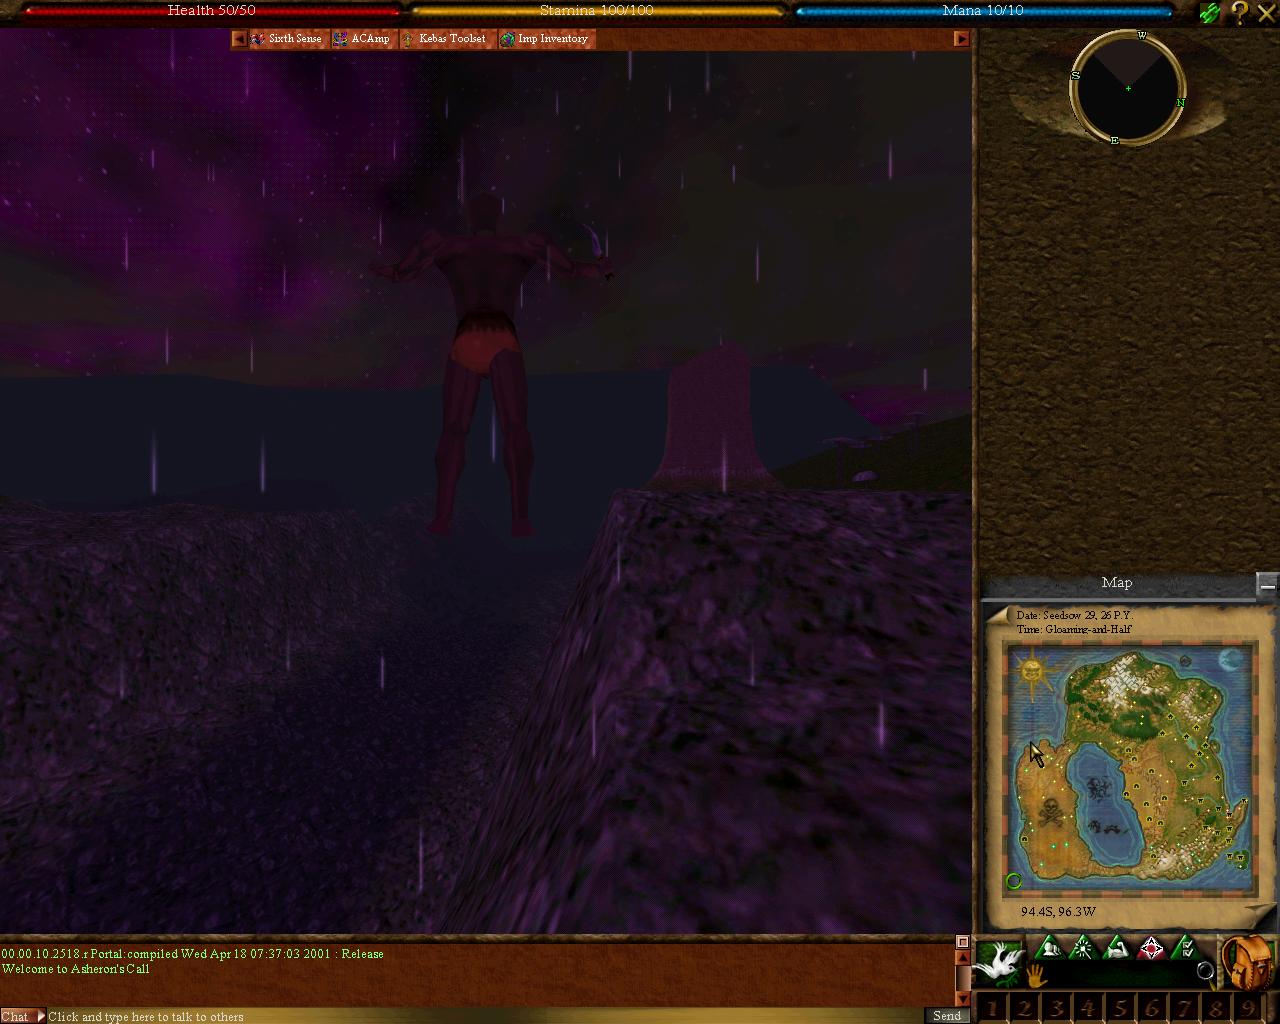 Health 50/50
Stamina 100/100
Mana 10/10
?
Sixth Sense
ACAmp
Kebas Toolset
Imp Inventory
W
S
N
E
Map
Date: Seedsow 29, 26 P.Y.
Time: Gloaming-and-Half
94.4S, 96.3W
00.00.10.2518.r Portal:compiled Wed Apr 18 07:37:03 2001 : Release
Welcome to Asheron's Call
Chat
Click and type here to talk to others
Send
1 2 3 4 5 6 7 8 9